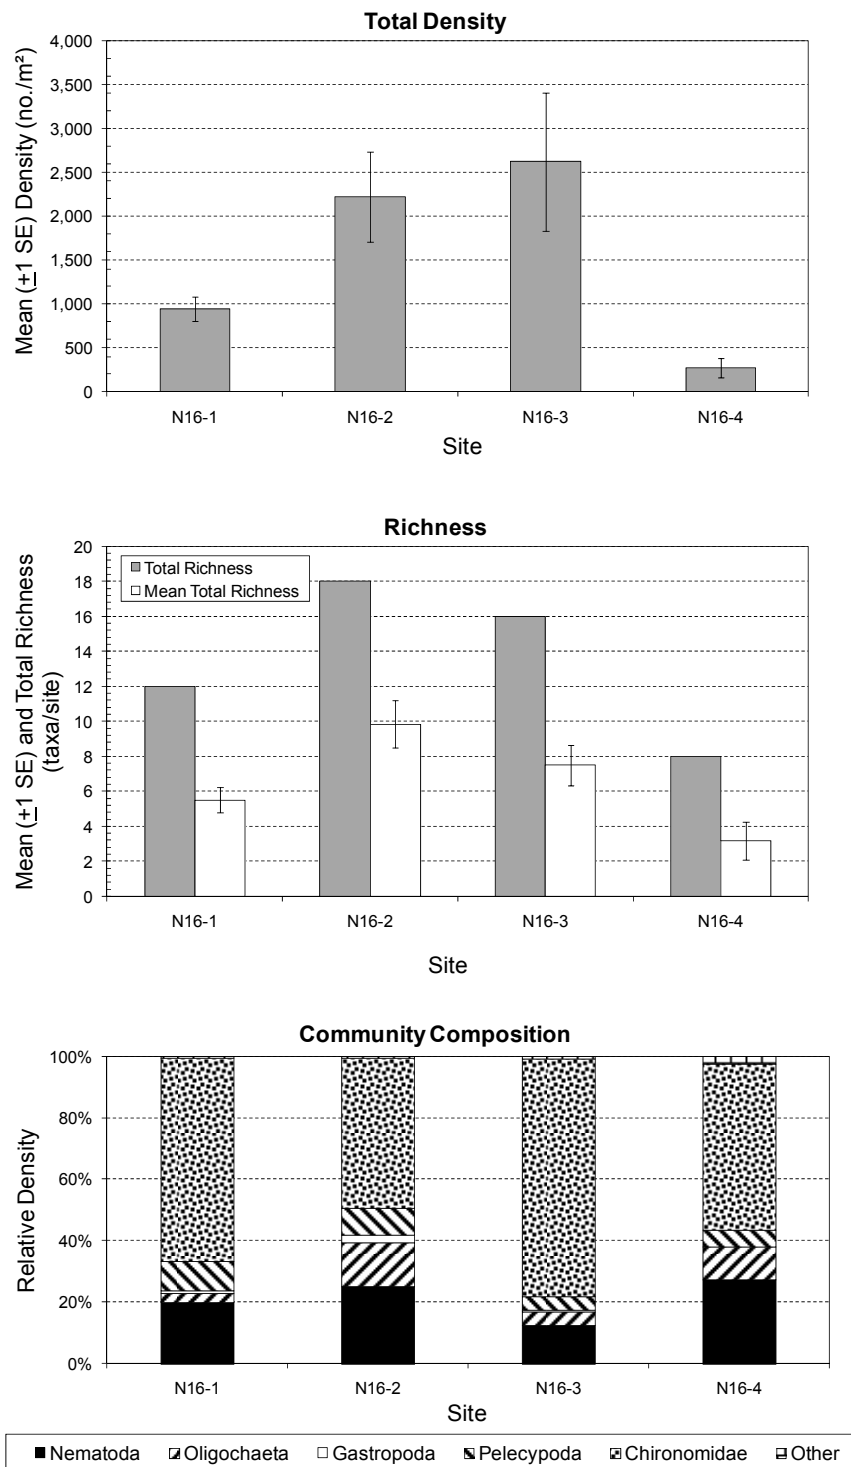 Total Density
4,000
3,500
3,000
2,500
2,000
1,500
1,000
500
0
Mean (±1 SE) Density (no./m²)
N16-1 N16-2 N16-3 N16-4
Site
Richness
20
18
16
14
12
10
8
6
4
2
0
Total Richness
Mean Total Richness
Mean (±1 SE) and Total Richness
(taxa/site)
N16-1 N16-2 N16-3 N16-4
Site
Community Composition
100%
80%
60%
40%
20%
0%
Relative Density
N16-1 N16-2 N16-3 N16-4
Site
Nematoda Oligochaeta Gastropoda Pelecypoda Chironomidae Other